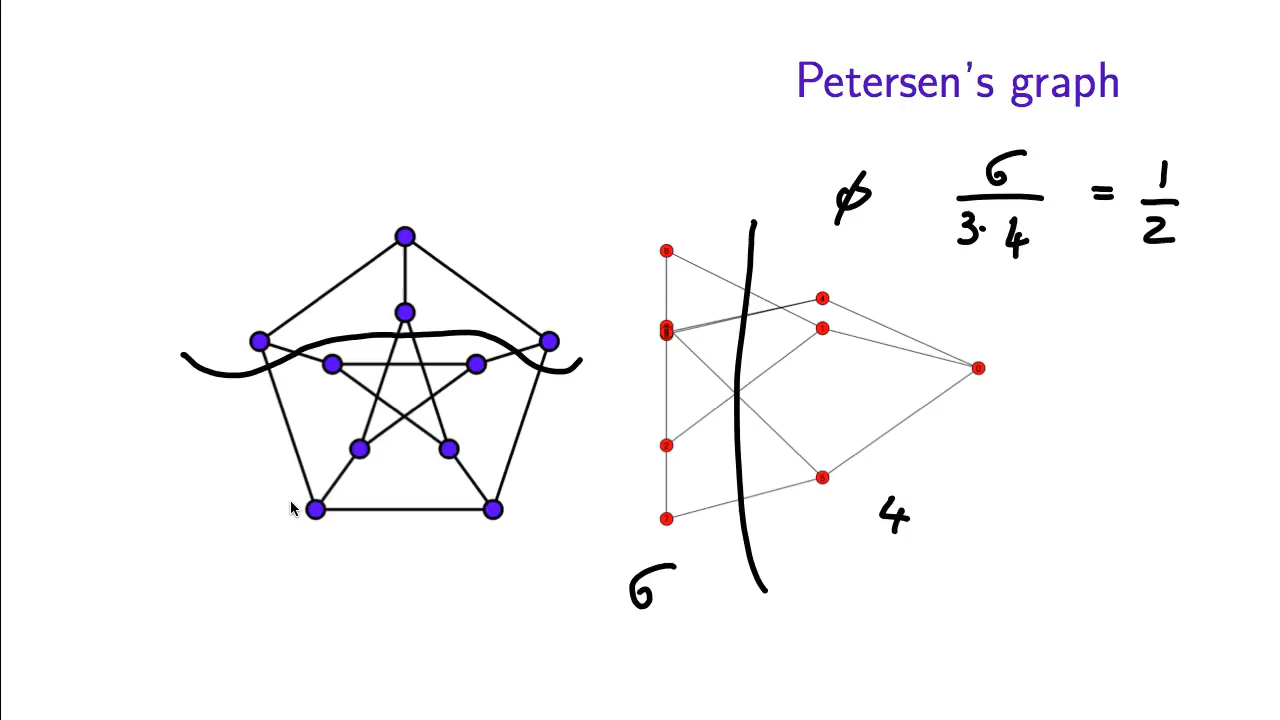 Petersen's graph
ϕ 6/(3·4) = 1/2
4
6